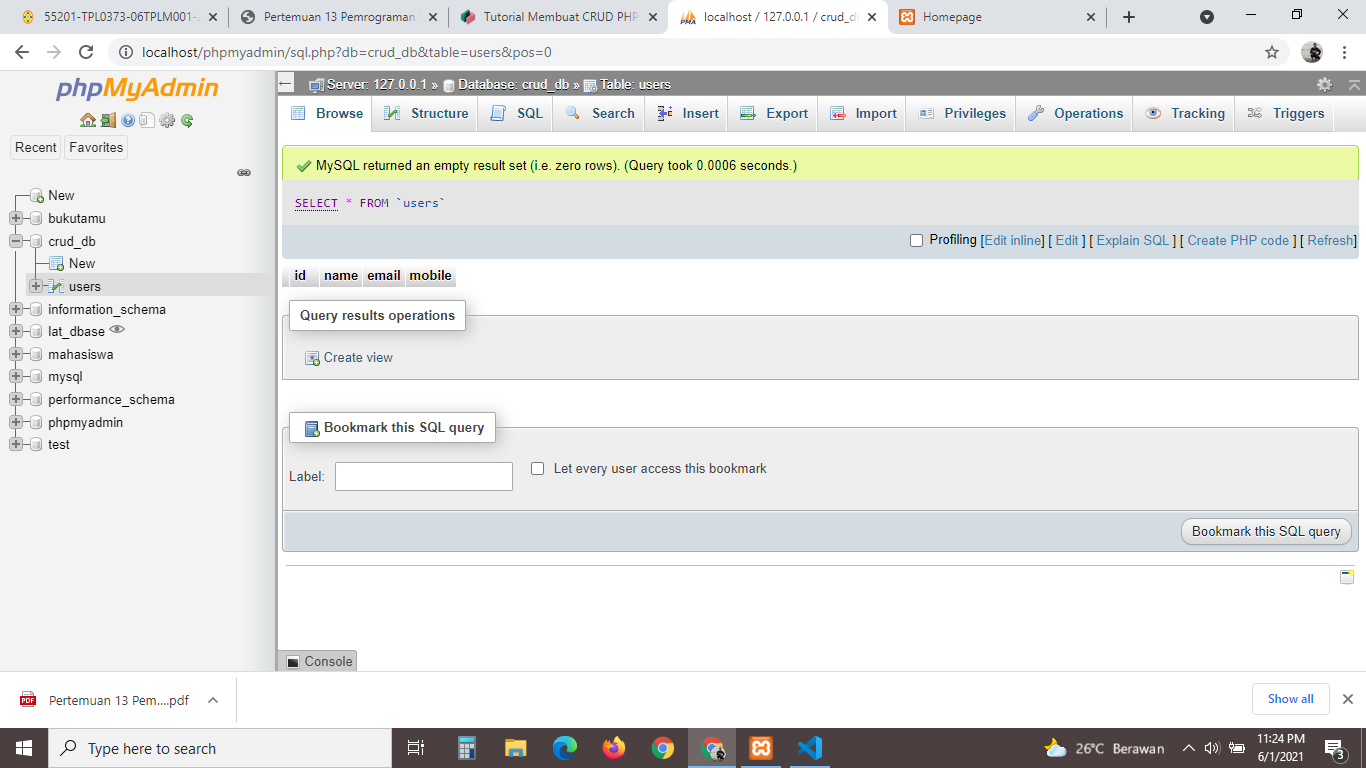 55201-TPL0373-06TPLM001-
Pertemuan 13 Pemrograman
Tutorial Membuat CRUD PHP
localhost / 127.0.0.1 / crud_d
Homepage
localhost/phpmyadmin/sql.php?db=crud_db&table=users&pos=0
phpMyAdmin
Recent
Favorites
New
bukutamu
crud_db
New
users
information_schema
lat_dbase
mahasiswa
mysql
performance_schema
phpmyadmin
test
Server: 127.0.0.1 » Database: crud_db » Table: users
Browse Structure SQL Search Insert Export Import Privileges Operations Tracking Triggers
MySQL returned an empty result set (i.e. zero rows). (Query took 0.0006 seconds.)
SELECT * FROM `users`
Profiling [Edit inline] [ Edit ] [ Explain SQL ] [ Create PHP code ] [ Refresh]
id name email mobile
Query results operations
Create view
Bookmark this SQL query
Label:
Let every user access this bookmark
Bookmark this SQL query
Console
PDF
Pertemuan 13 Pem....pdf
Show all
Type here to search
26°C Berawan
11:24 PM
6/1/2021
3